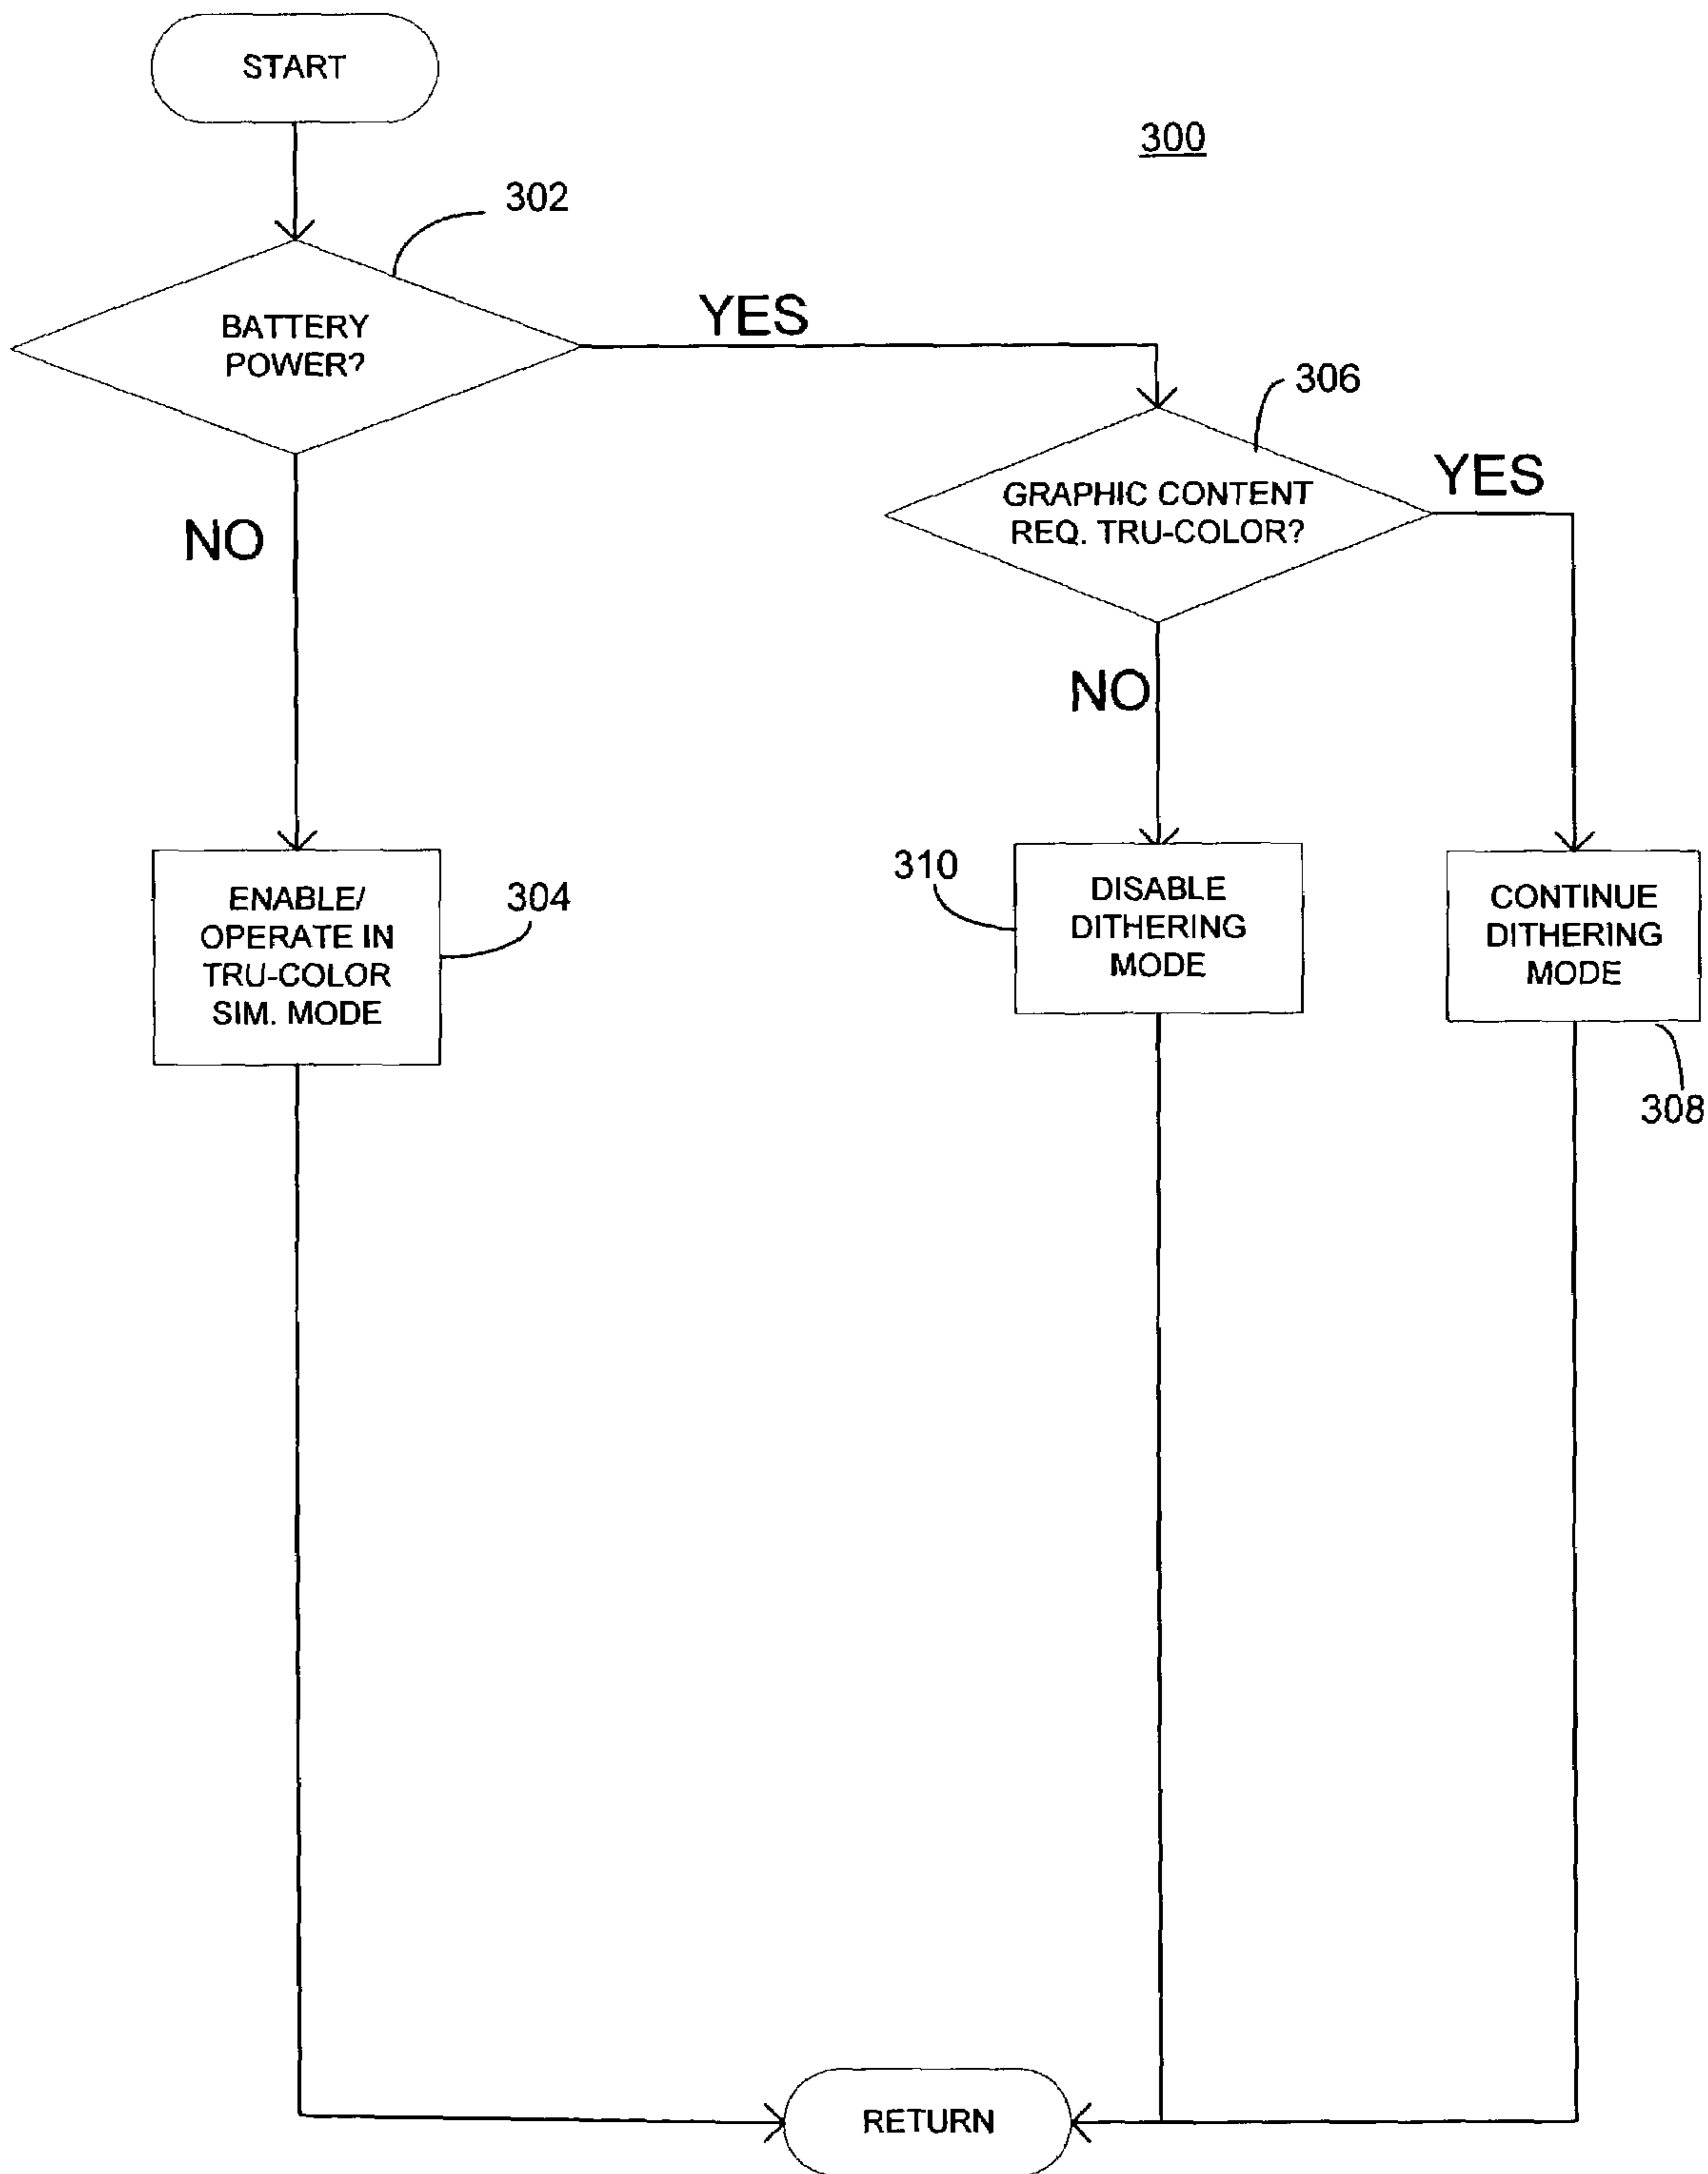 START
300
302
BATTERY
POWER?
YES
306
GRAPHIC CONTENT
REQ. TRU-COLOR?
YES
NO
NO
310
DISABLE
DITHERING
MODE
CONTINUE
DITHERING
MODE
308
ENABLE/
OPERATE IN
TRU-COLOR
SIM. MODE
304
RETURN